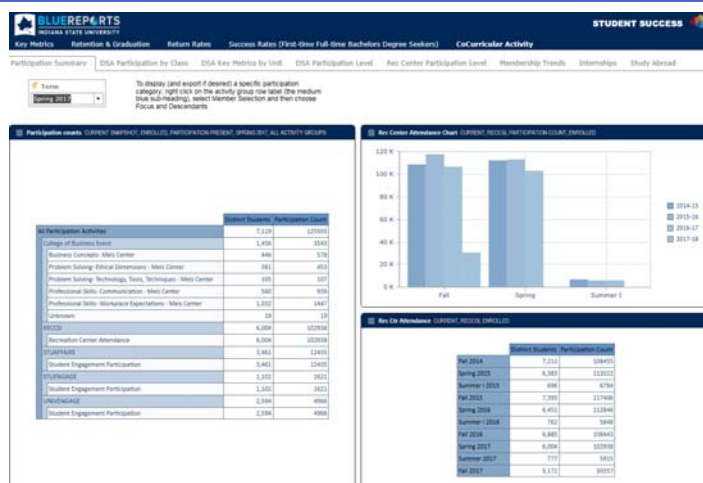 BLUEREPORTS
INDIANA STATE UNIVERSITY
STUDENT SUCCESS
Key Metrics Retention & Graduation Return Rates Success Rates (First-time Full-time Bachelors Degree Seekers) CoCurricular Activity
Participation Summary DSA Participation by Class DSA Key Metrics by Unit DSA Participation Level Rec Center Participation Level Membership Trends Internships Study Abroad
Term
Spring 2017
To display (and export if desired) a specific participation
category, right click on the activity group row label (the medium
blue sub-heading), select Member Selection and then choose
Focus and Descendants
Participation counts CURRENT SNAPSHOT, ENROLLED, PARTICIPATION PRESENT, SPRING 2017, ALL ACTIVITY GROUPS
Distinct Students Participation Count
All Participation Activities 7,119 125503
College of Business Event 1,456 3543
Business Concepts- Meis Center 446 578
Problem Solving- Ethical Dimensions - Meis Center 381 453
Problem Solving- Technology, Tools, Techniques - Meis Center 105 107
Professional Skills- Communication - Meis Center 560 939
Professional Skills- Workplace Expectations - Meis Center 1,032 1447
Unknown 19 19
RECCSI 6,004 102938
Recreation Center Attendance 6,004 102938
STUAFFAIRS 3,461 12435
Student Engagement Participation 3,461 12435
STUENGAGE 1,102 1621
Student Engagement Participation 1,102 1621
UNIVENGAGE 2,594 4966
Student Engagement Participation 2,594 4966
Rec Center Attendance Chart CURRENT, RECCSI, PARTICIPATION COUNT, ENROLLED
120 K
100 K
80 K
60 K
40 K
20 K
0 K
Fall Spring Summer I
2014-15
2015-16
2016-17
2017-18
Rec Ctr Attendance CURRENT, RECCSI, ENROLLED
Distinct Students Participation Count
Fall 2014 7,211 108455
Spring 2015 6,383 112022
Summer I 2015 696 6784
Fall 2015 7,395 117406
Spring 2016 6,451 112846
Summer I 2016 762 5848
Fall 2016 6,885 106443
Spring 2017 6,004 102938
Summer 2017 777 5915
Fall 2017 5,171 30357